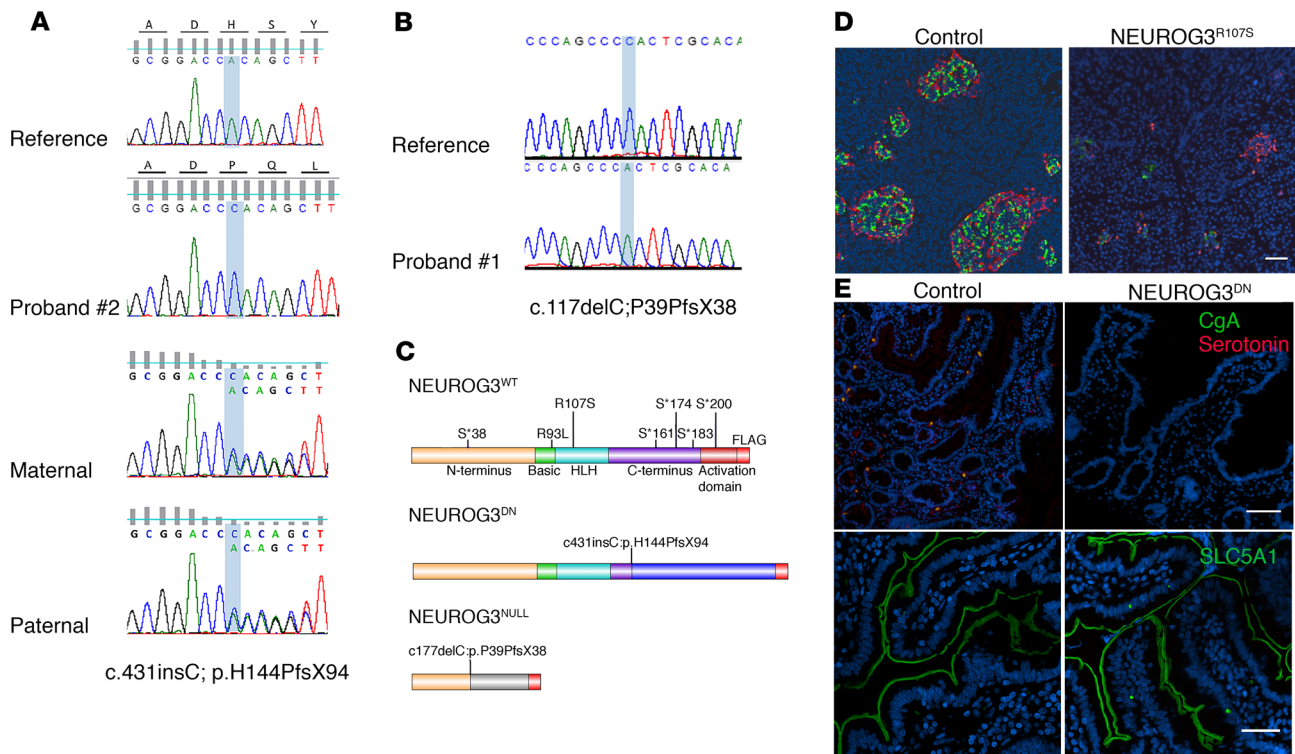 A
A D H S Y
G C G G A C C A C A G C T T
Reference
A D P Q L
G C G G A C C C A C A G C T T
Proband #2
G C G G A C C C A C A G C T
A C A G C T T
Maternal
G C G G A C C C A C A G C T
A C A G C T T
Paternal
c.431insC; p.H144PfsX94
B
C C C A G C C C C A C T C G C A C A
Reference
C C C A G C C C A C T C G C A C A
Proband #1
c.117delC;P39PfsX38
C
NEUROG3WT
R107S S*174 S*200
S*38 R93L S*161 S*183 FLAG
N-terminus Basic HLH C-terminus Activation
domain
NEUROG3DN
c431insC:p.H144PfsX94
NEUROG3NULL
c177delC:p.P39PfsX38
D
Control NEUROG3R107S
E
Control NEUROG3DN
CgA
Serotonin
SLC5A1